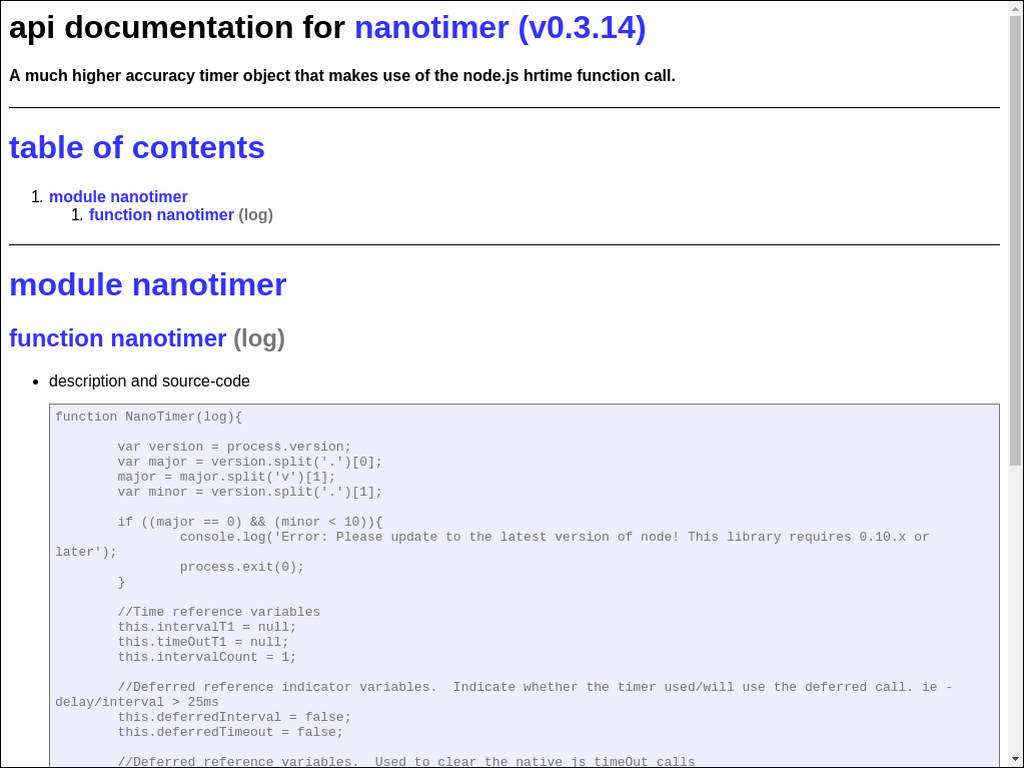 api documentation for nanotimer (v0.3.14)
A much higher accuracy timer object that makes use of the node.js hrtime function call.
table of contents
1. module nanotimer
1. function nanotimer (log)
module nanotimer
function nanotimer (log)
• description and source-code
function NanoTimer(log){
var version = process.version;
var major = version.split('.')[0];
major = major.split('v')[1];
var minor = version.split('.')[1];
if ((major == 0) && (minor < 10)){
console.log('Error: Please update to the latest version of node! This library requires 0.10.x or
later');
process.exit(0);
}
//Time reference variables
this.intervalT1 = null;
this.timeOutT1 = null;
this.intervalCount = 1;
//Deferred reference indicator variables.  Indicate whether the timer used/will use the deferred call. ie -
delay/interval > 25ms
this.deferredInterval = false;
this.deferredTimeout = false;
//Deferred reference variables.  Used to clear the native js timeOut calls